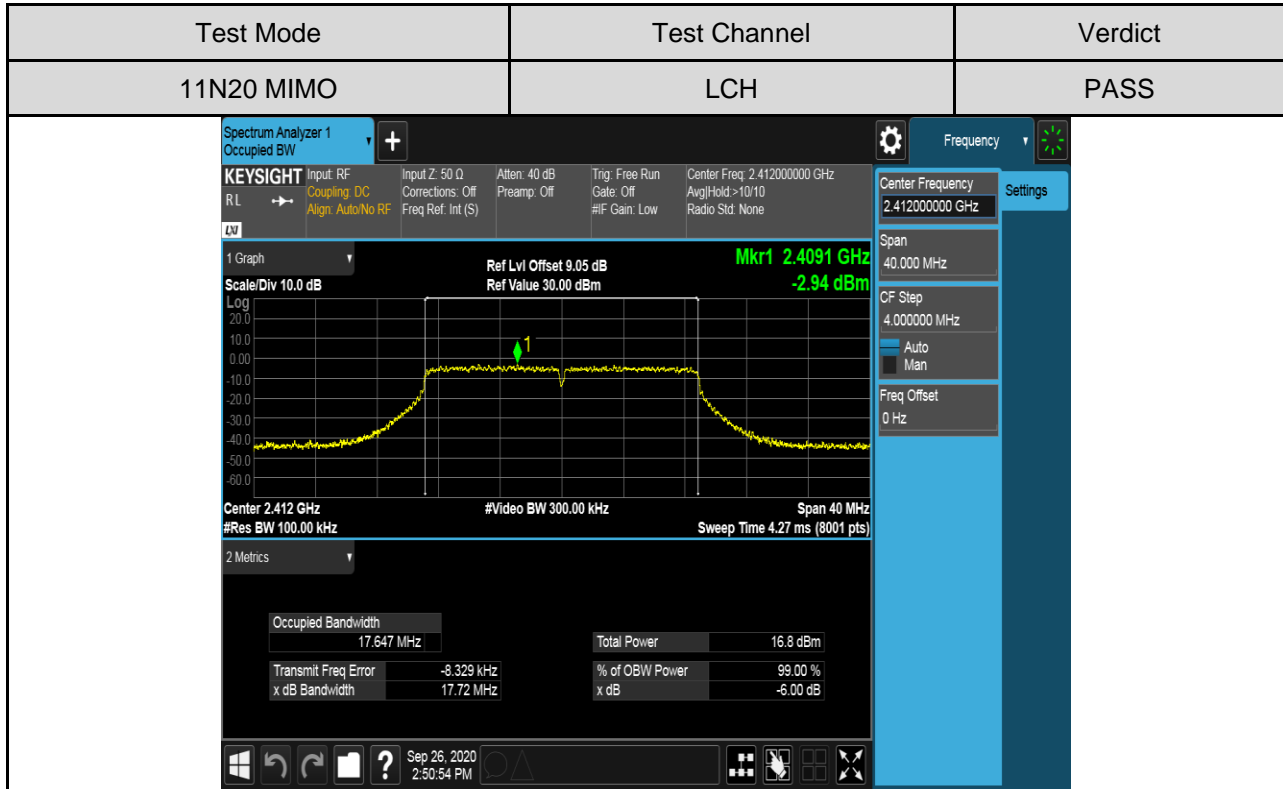 Test Mode Test Channel Verdict
11N20 MIMO LCH PASS
Spectrum Analyzer 1
Occupied BW
Frequency
KEYSIGHT
RL
LXI
Input: RF
Coupling: DC
Align: Auto/No RF
Input Z: 50 Ω
Corrections: Off
Freq Ref: Int (S)
Atten: 40 dB
Preamp: Off
Trig: Free Run
Gate: Off
#IF Gain: Low
Center Freq: 2.412000000 GHz
Avg|Hold:>10/10
Radio Std: None
Center Frequency
2.412000000 GHz
Settings
Span
40.000 MHz
CF Step
4.000000 MHz
Auto
Man
Freq Offset
0 Hz
1 Graph
Scale/Div 10.0 dB
Ref Lvl Offset 9.05 dB
Ref Value 30.00 dBm
Mkr1 2.4091 GHz
-2.94 dBm
Log
20.0
10.0
0.00
-10.0
-20.0
-30.0
-40.0
-50.0
-60.0
1
Center 2.412 GHz
#Res BW 100.00 kHz
#Video BW 300.00 kHz
Span 40 MHz
Sweep Time 4.27 ms (8001 pts)
2 Metrics
Occupied Bandwidth
17.647 MHz
Transmit Freq Error -8.329 kHz
x dB Bandwidth 17.72 MHz
Total Power 16.8 dBm
% of OBW Power 99.00 %
x dB -6.00 dB
?
Sep 26, 2020
2:50:54 PM